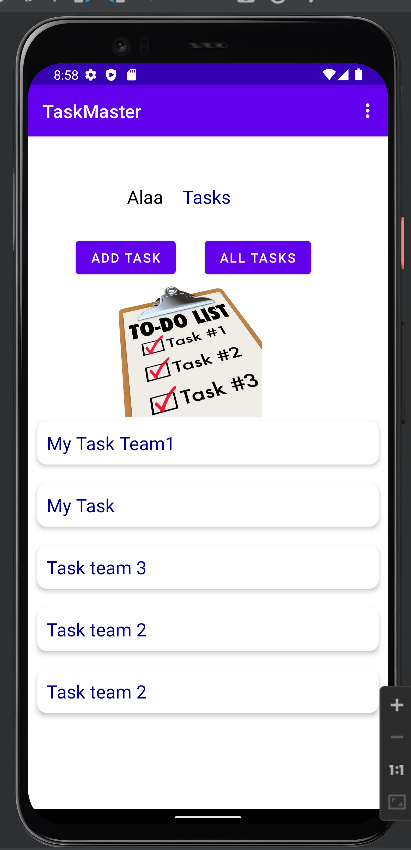 8:58
TaskMaster
Alaa Tasks
ADD TASK ALL TASKS
TO-DO LIST
Task #1
Task #2
Task #3
My Task Team1
My Task
Task team 3
Task team 2
Task team 2
1:1